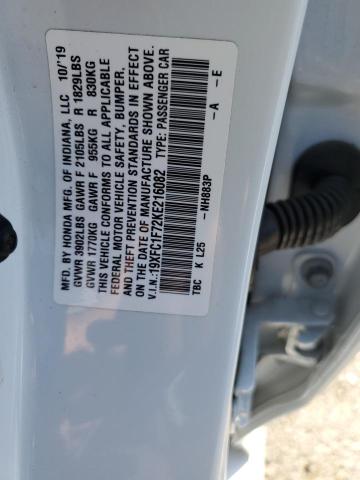 MFD. BY HONDA MFG. OF INDIANA, LLC 10/'19
GVWR 3902LBS GAWR F 2105LBS R 1829LBS
GVWR 1770KG GAWR F 955KG R 830KG
THIS VEHICLE CONFORMS TO ALL APPLICABLE
FEDERAL MOTOR VEHICLE SAFETY, BUMPER,
AND THEFT PREVENTION STANDARDS IN EFFECT
ON THE DATE OF MANUFACTURE SHOWN ABOVE.
V.I.N.:19XFC1F72KE216082 TYPE: PASSENGER CAR
-NH883P -A -E
TBC K L25